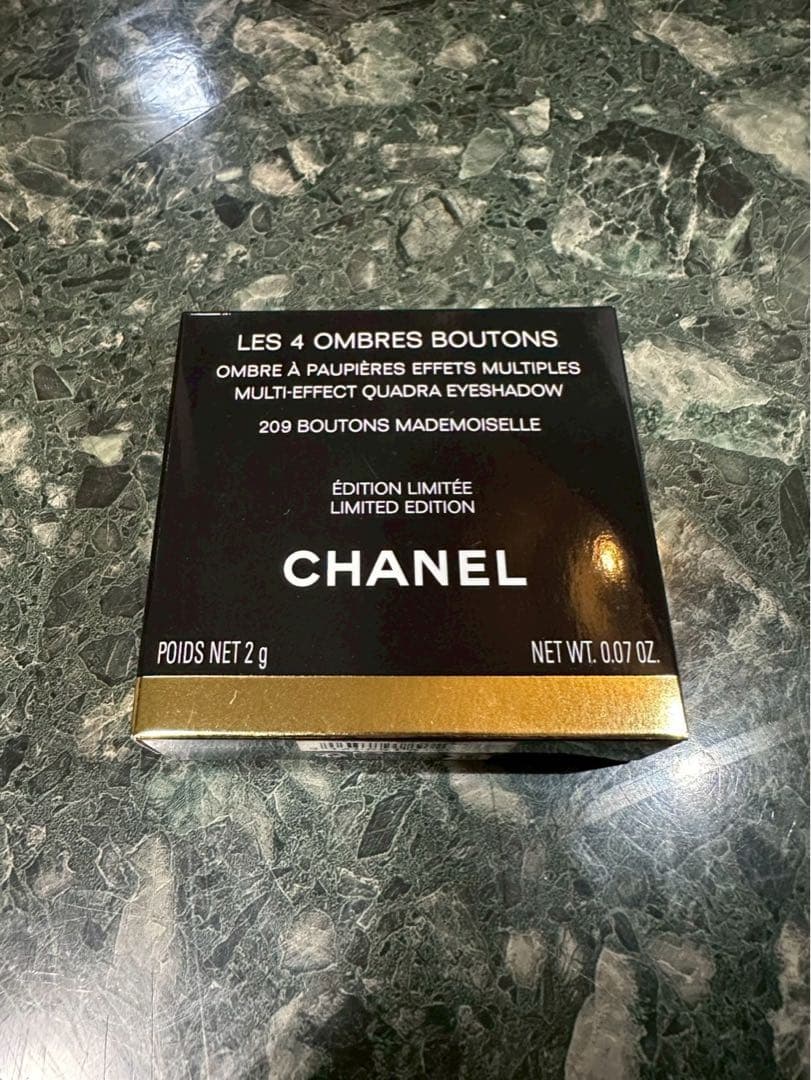 LES 4 OMBRES BOUTONS
OMBRE À PAUPIÈRES EFFETS MULTIPLES
MULTI-EFFECT QUADRA EYESHADOW
209 BOUTONS MADEMOISELLE
ÉDITION LIMITÉE
LIMITED EDITION
CHANEL
POIDS NET 2 g
NET WT. 0.07 OZ.